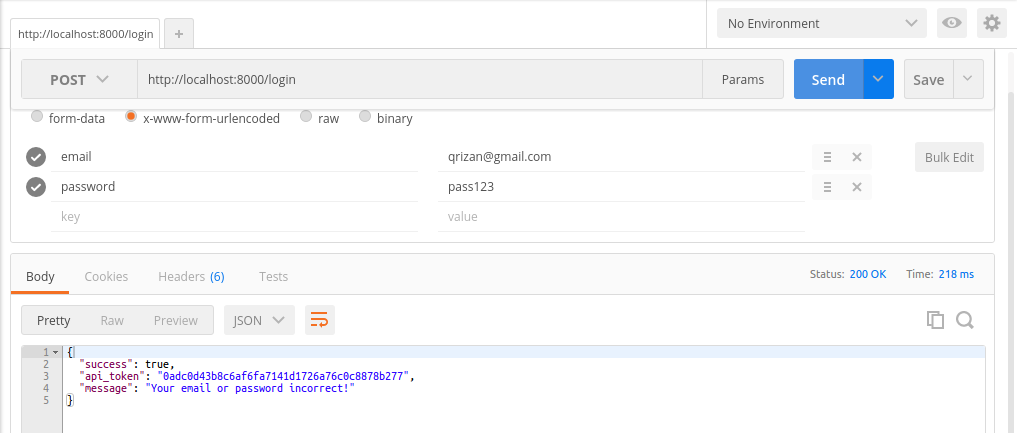 http://localhost:8000/login +
No Environment
POST http://localhost:8000/login Params Send Save
form-data x-www-form-urlencoded raw binary
email qrizan@gmail.com Bulk Edit
password pass123
key value
Body Cookies Headers (6) Tests Status: 200 OK Time: 218 ms
Pretty Raw Preview JSON
1 {
2 "success": true,
3 "api_token": "0adc0d43b8c6af6fa7141d1726a76c0c8878b277",
4 "message": "Your email or password incorrect!"
5 }